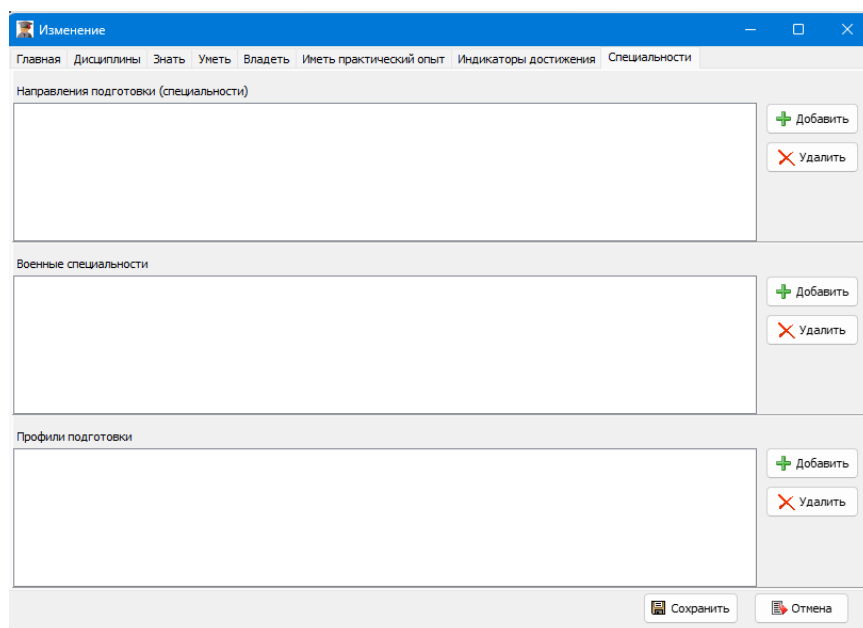 Изменение
Главная Дисциплины Знать Уметь Владеть Иметь практический опыт Индикаторы достижения Специальности
Направления подготовки (специальности)
Добавить
Удалить
Военные специальности
Добавить
Удалить
Профили подготовки
Добавить
Удалить
Сохранить Отмена